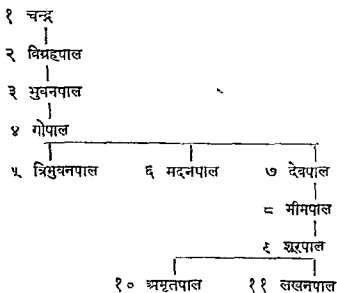 १ चन्द्र
२ विग्रहपाल
३ भुवनपाल
४ गोपाल
५ त्रिभुवनपाल ६ मदनपाल ७ देवपाल
८ भीमपाल
९ शूरपाल
१० अमृतपाल ११ लखनपाल